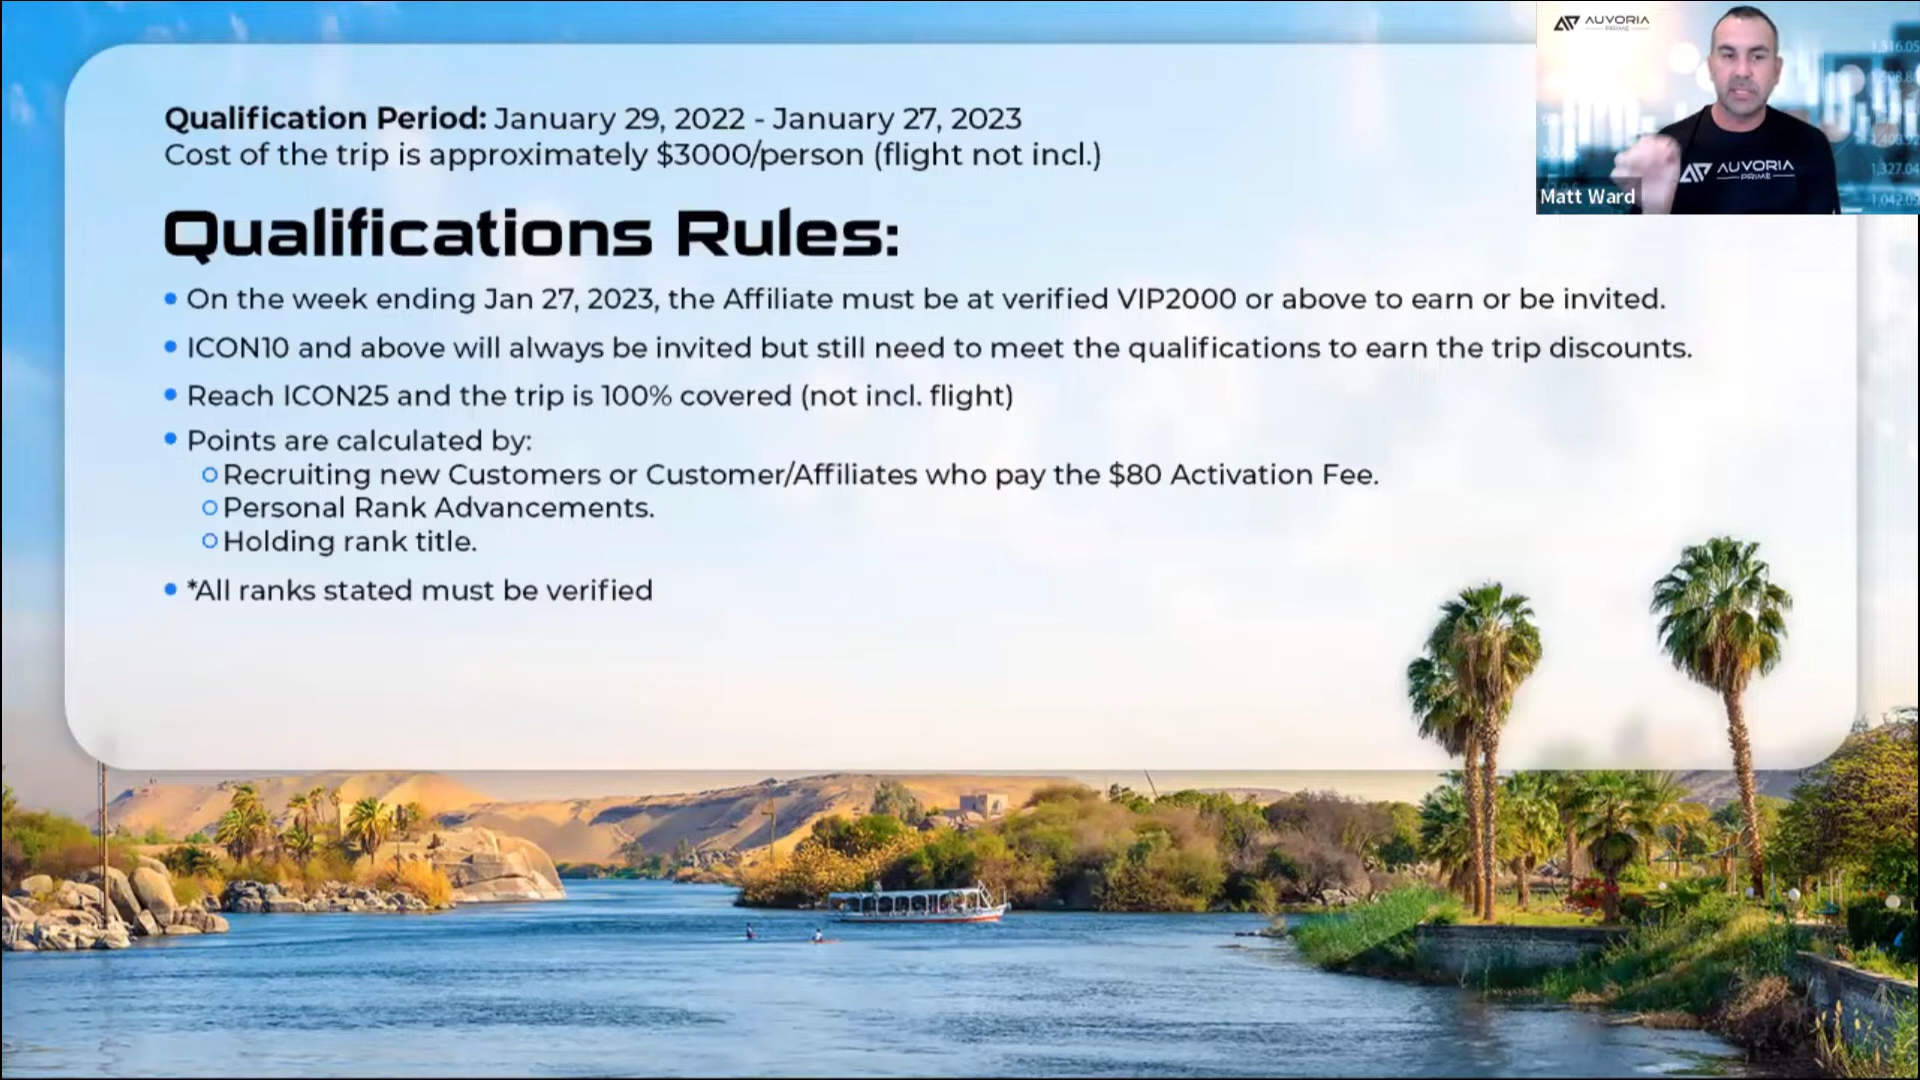 Qualification Period: January 29, 2022 - January 27, 2023
Cost of the trip is approximately $3000/person (flight not incl.)
Qualifications Rules:
On the week ending Jan 27, 2023, the Affiliate must be at verified VIP2000 or above to earn or be invited.
ICON10 and above will always be invited but still need to meet the qualifications to earn the trip discounts.
Reach ICON25 and the trip is 100% covered (not incl. flight)
Points are calculated by:
Recruiting new Customers or Customer/Affiliates who pay the $80 Activation Fee.
Personal Rank Advancements.
Holding rank title.
*All ranks stated must be verified
AUVORIA
PRIME
AUVORIA
PRIME
Matt Ward
1,327.04